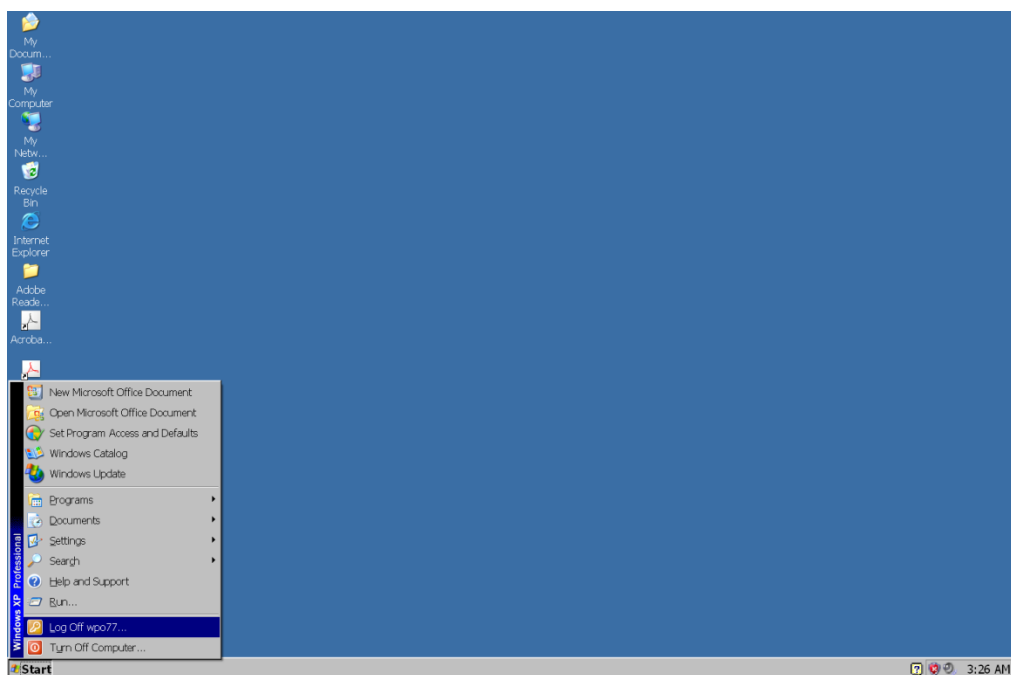 My
Docum...
My
Computer
My
Netw...
Recycle
Bin
Internet
Explorer
Adobe
Reade...
Acroba...
New Microsoft Office Document
Open Microsoft Office Document
Set Program Access and Defaults
Windows Catalog
Windows Update
Programs
Documents
Settings
Search
Help and Support
Run...
Log Off wpo77...
Turn Off Computer...
Windows XP Professional
Start
3:26 AM